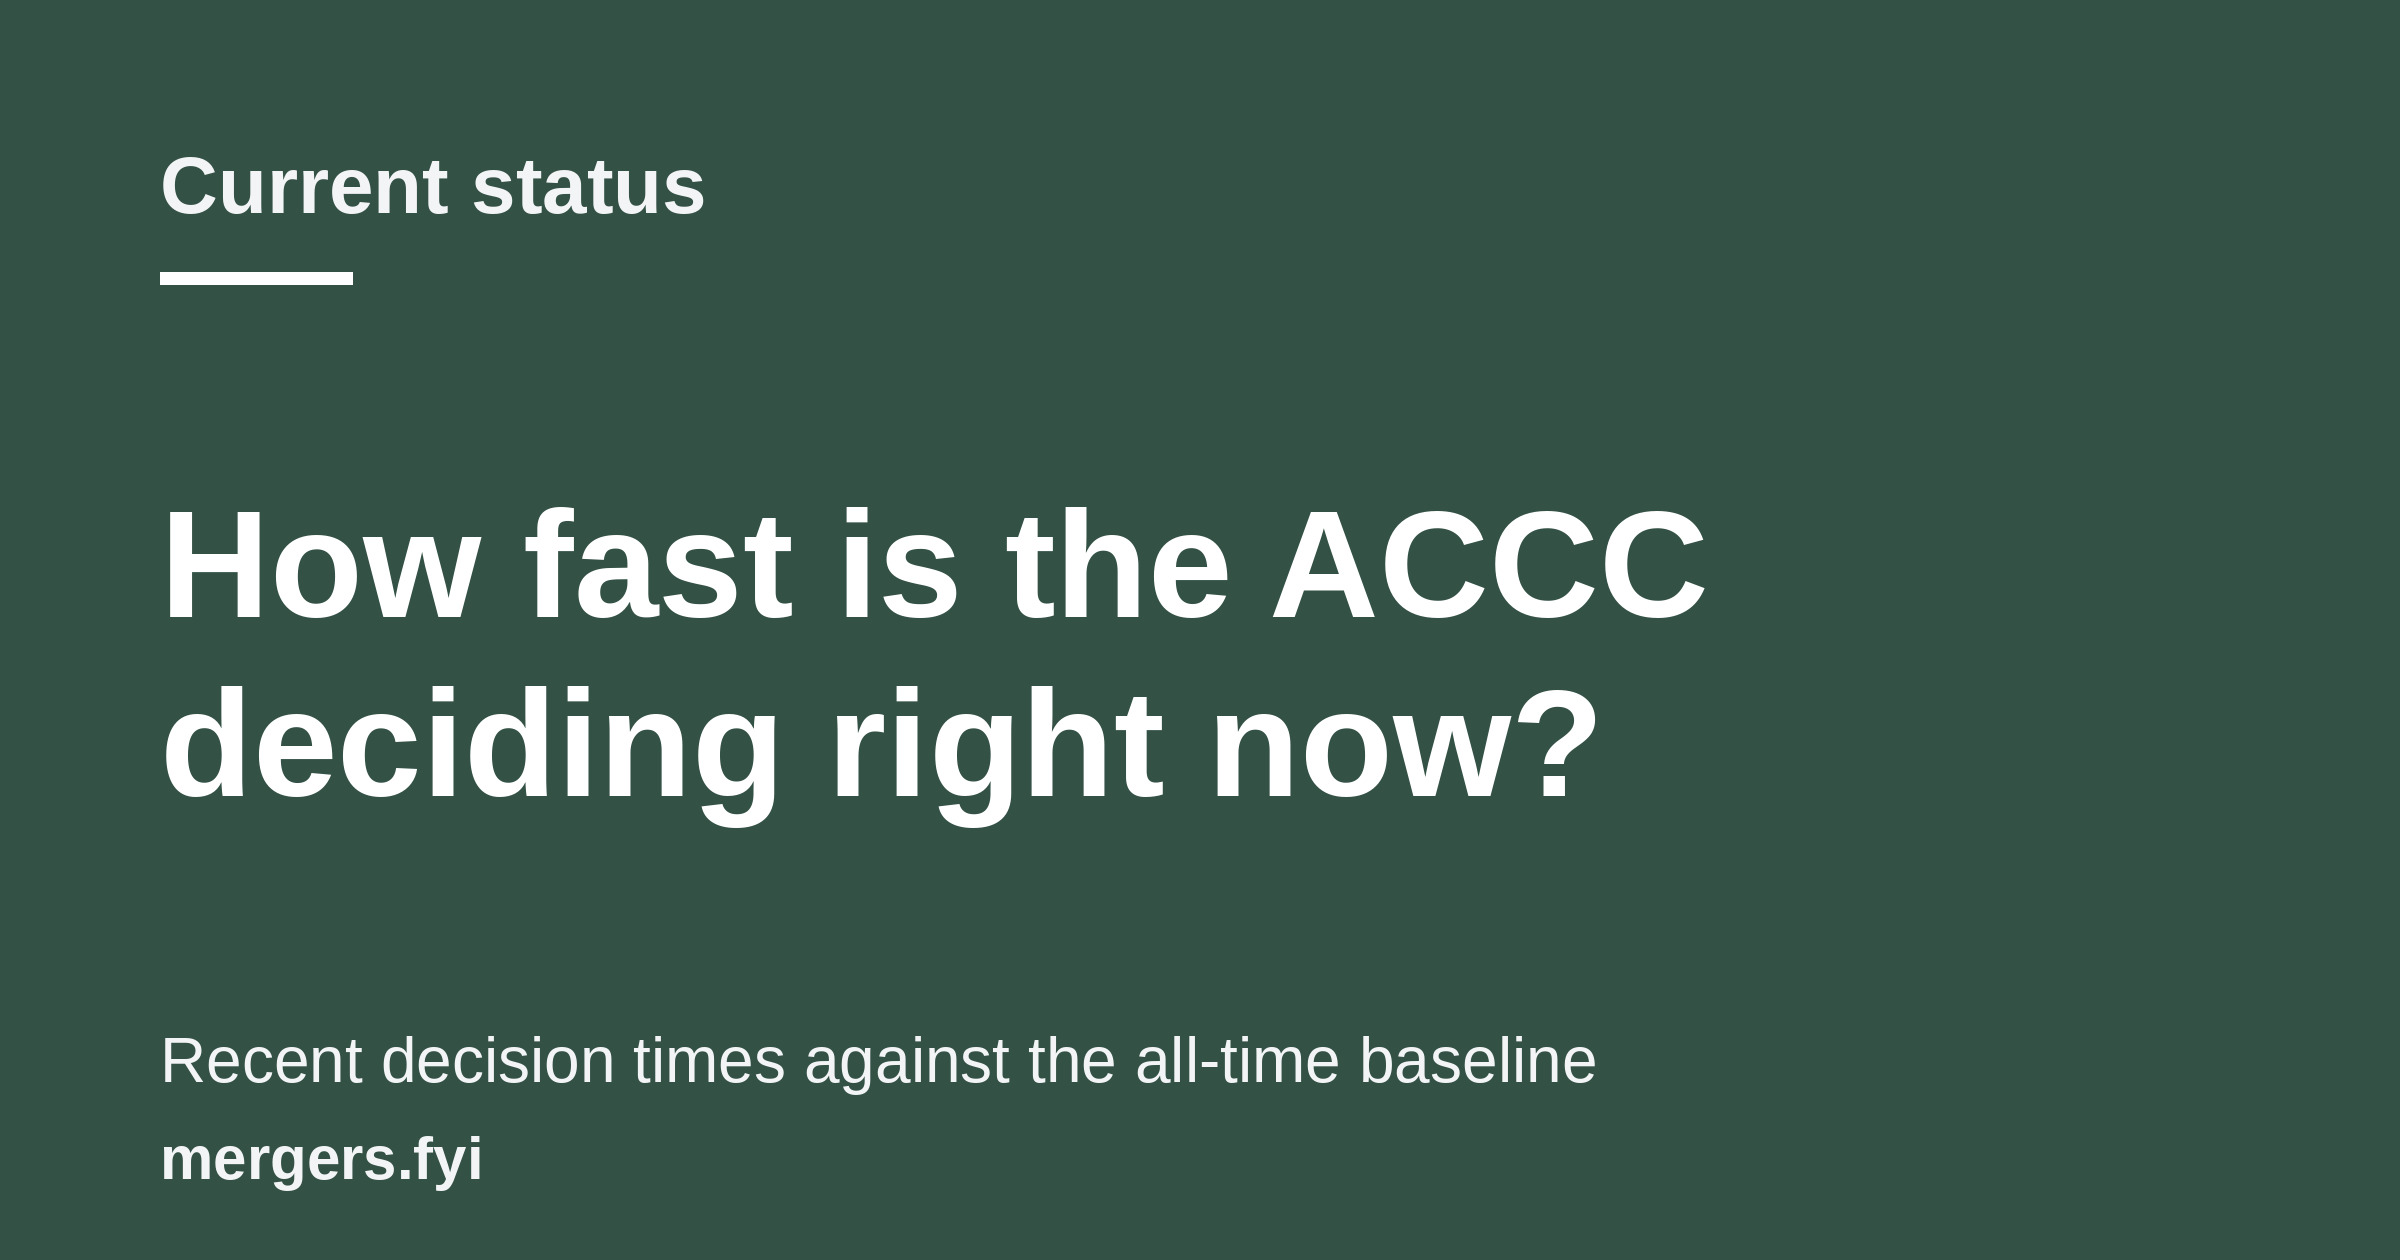 Current status
How fast is the ACCC
deciding right now?
Recent decision times against the all-time baseline
mergers.fyi